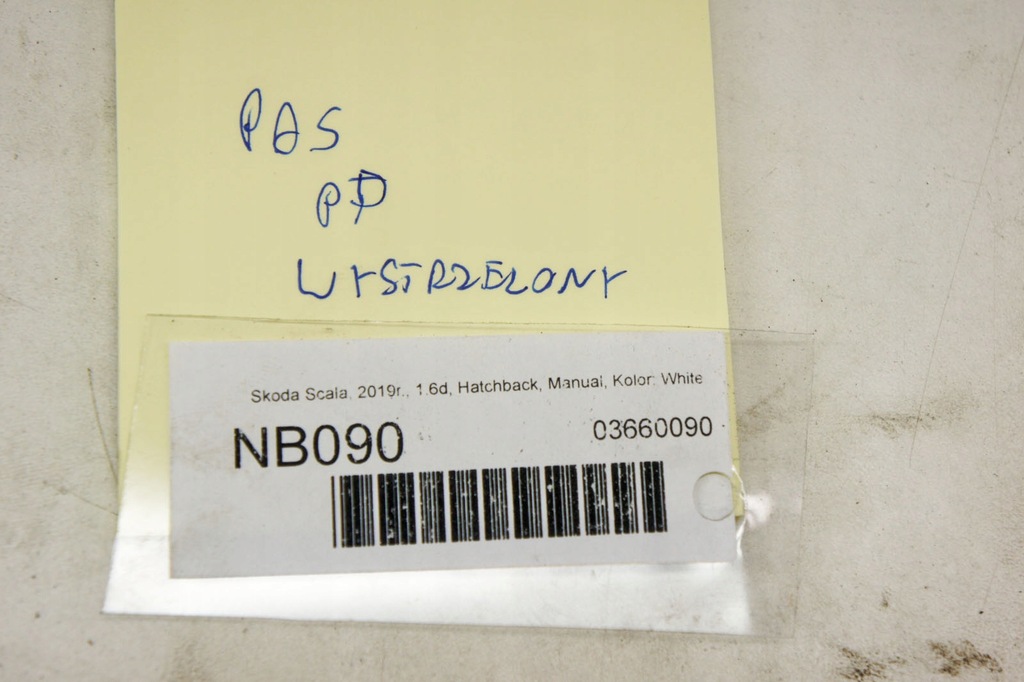 PAS
PP
WYSTRZELONY
Skoda Scala, 2019r., 1.6d, Hatchback, Manual, Kolor: White
NB090
03660090